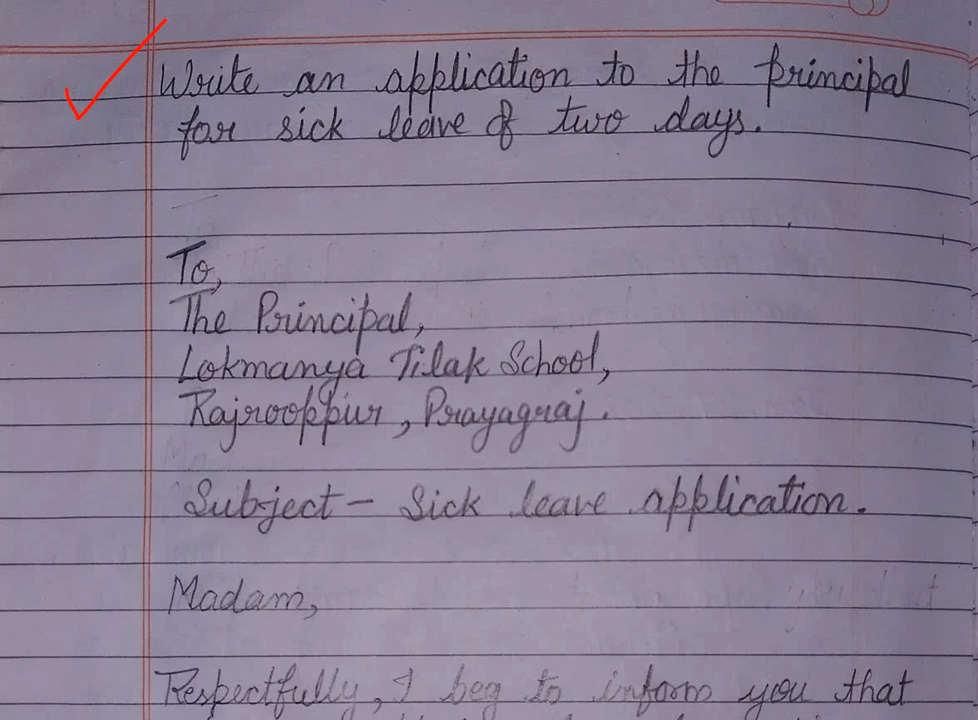 Write an application to the principal
for sick leave of two days.
To,
The Principal,
Lokmanya Tilak School,
Rajrooppur, Prayagraj.
Subject - Sick leave application.
Madam,
Respectfully, I beg to inform you that